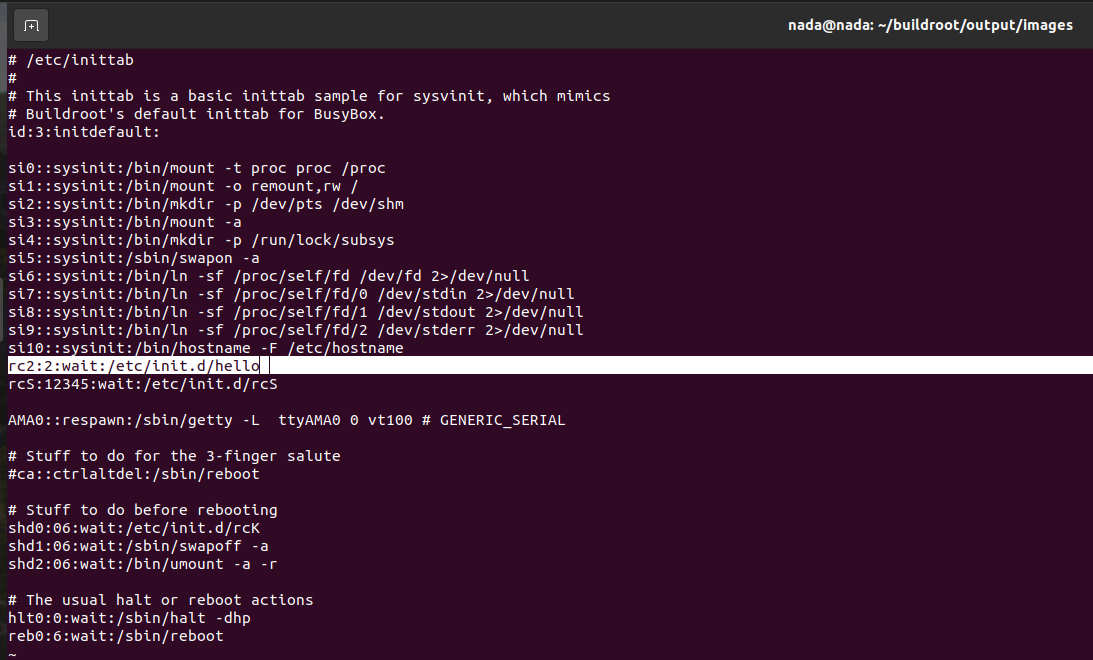 nada@nada: ~/buildroot/output/images
# /etc/inittab
#
# This inittab is a basic inittab sample for sysvinit, which mimics
# Buildroot's default inittab for BusyBox.
id:3:initdefault:
si0::sysinit:/bin/mount -t proc proc /proc
si1::sysinit:/bin/mount -o remount,rw /
si2::sysinit:/bin/mkdir -p /dev/pts /dev/shm
si3::sysinit:/bin/mount -a
si4::sysinit:/bin/mkdir -p /run/lock/subsys
si5::sysinit:/sbin/swapon -a
si6::sysinit:/bin/ln -sf /proc/self/fd /dev/fd 2>/dev/null
si7::sysinit:/bin/ln -sf /proc/self/fd/0 /dev/stdin 2>/dev/null
si8::sysinit:/bin/ln -sf /proc/self/fd/1 /dev/stdout 2>/dev/null
si9::sysinit:/bin/ln -sf /proc/self/fd/2 /dev/stderr 2>/dev/null
si10::sysinit:/bin/hostname -F /etc/hostname
rc2:2:wait:/etc/init.d/hello
rcS:12345:wait:/etc/init.d/rcS
AMA0::respawn:/sbin/getty -L  ttyAMA0 0 vt100 # GENERIC_SERIAL
# Stuff to do for the 3-finger salute
#ca::ctrlaltdel:/sbin/reboot
# Stuff to do before rebooting
shd0:06:wait:/etc/init.d/rcK
shd1:06:wait:/sbin/swapoff -a
shd2:06:wait:/bin/umount -a -r
# The usual halt or reboot actions
hlt0:0:wait:/sbin/halt -dhp
reb0:6:wait:/sbin/reboot
~